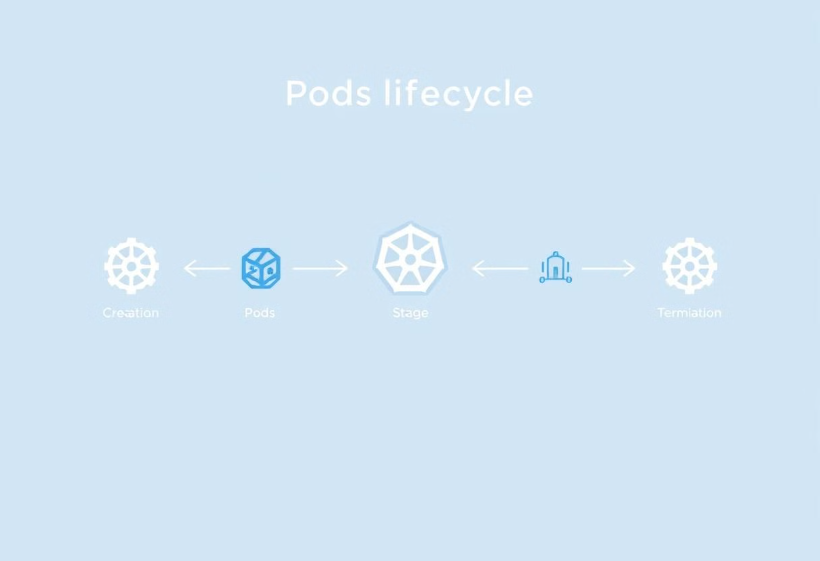 Pods lifecycle
Creation
Pods
Stage
Termiation